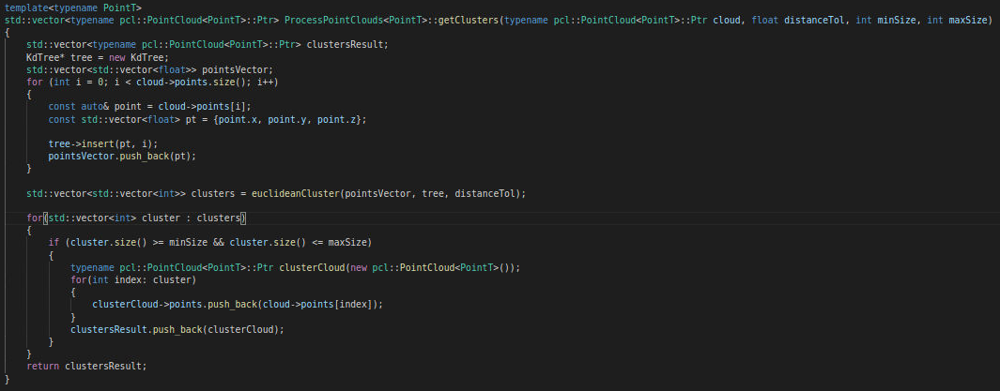 template<typename PointT>
std::vector<typename pcl::PointCloud<PointT>::Ptr> ProcessPointClouds<PointT>::getClusters(typename pcl::PointCloud<PointT>::Ptr cloud, float distanceTol, int minSize, int maxSize)
{
    std::vector<typename pcl::PointCloud<PointT>::Ptr> clustersResult;
    KdTree* tree = new KdTree;
    std::vector<std::vector<float>> pointsVector;
    for (int i = 0; i < cloud->points.size(); i++)
    {
        const auto& point = cloud->points[i];
        const std::vector<float> pt = {point.x, point.y, point.z};

        tree->insert(pt, i);
        pointsVector.push_back(pt);
    }

    std::vector<std::vector<int>> clusters = euclideanCluster(pointsVector, tree, distanceTol);

    for(std::vector<int> cluster : clusters)
    {
        if (cluster.size() >= minSize && cluster.size() <= maxSize)
        {
            typename pcl::PointCloud<PointT>::Ptr clusterCloud(new pcl::PointCloud<PointT>());
            for(int index: cluster)
            {
                clusterCloud->points.push_back(cloud->points[index]);
            }
            clustersResult.push_back(clusterCloud);
        }
    }
    return clustersResult;
}